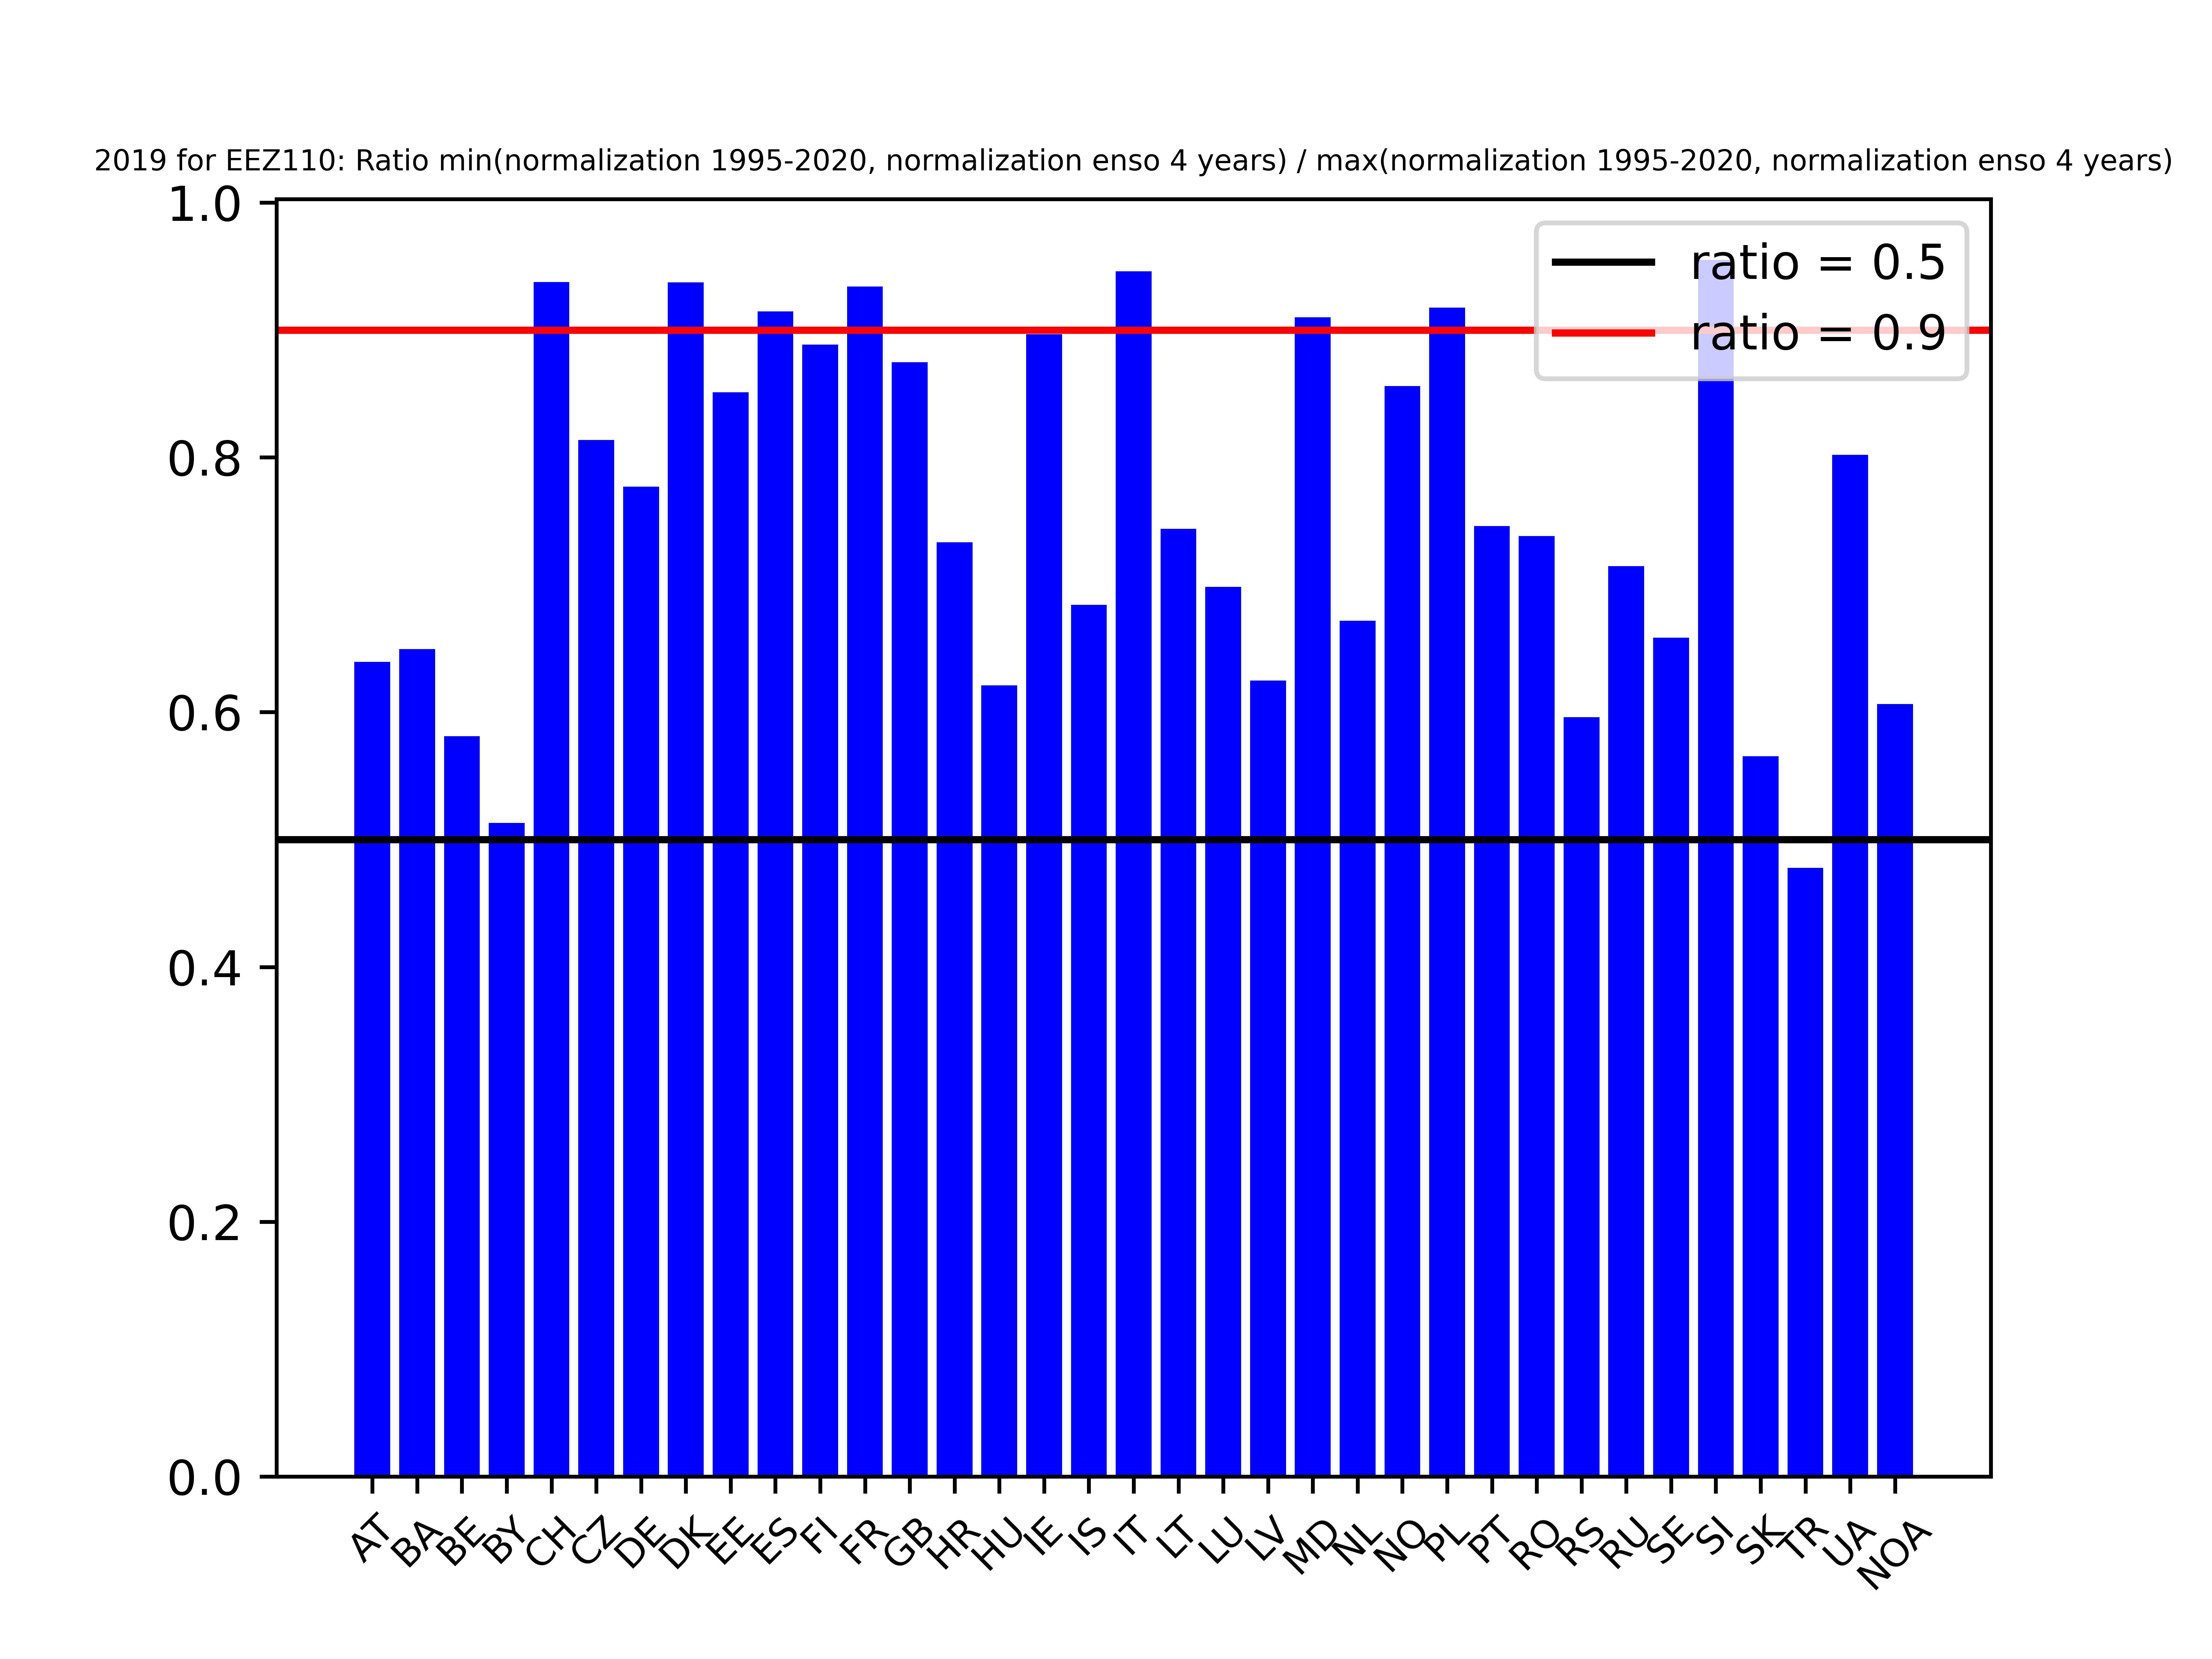 2019 for EEZ110: Ratio min(normalization 1995-2020, normalization enso 4 years) / max(normalization 1995-2020, normalization enso 4 years)
1.0
0.8
0.6
0.4
0.2
0.0
ratio = 0.5
ratio = 0.9
AT BA BE BY CH CZ DE DK EE ES FI FR GB HR HU IE IS IT LT LU LV MD NL NO PL PT RO RS RU SE SI SK TR UA NOA